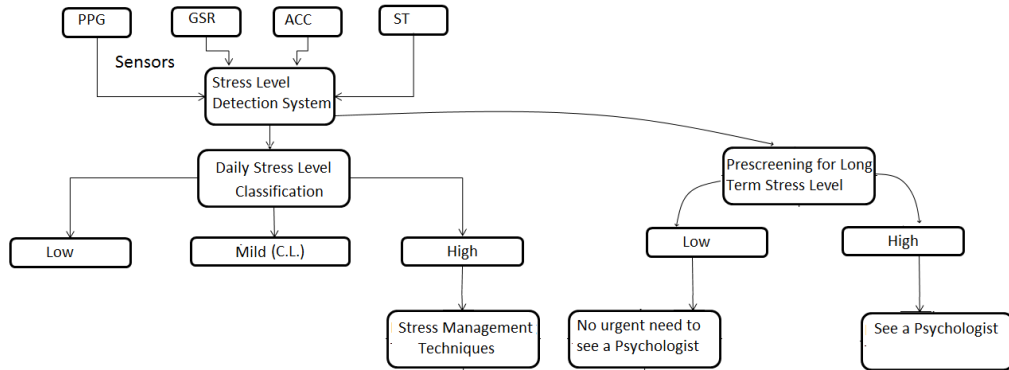 PPG
GSR
ACC
ST
Sensors
Stress Level
Detection System
Daily Stress Level
Classification
Prescreening for Long
Term Stress Level
Low
Mild (C.L.)
High
Low
High
Stress Management
Techniques
No urgent need to
see a Psychologist
See a Psychologist